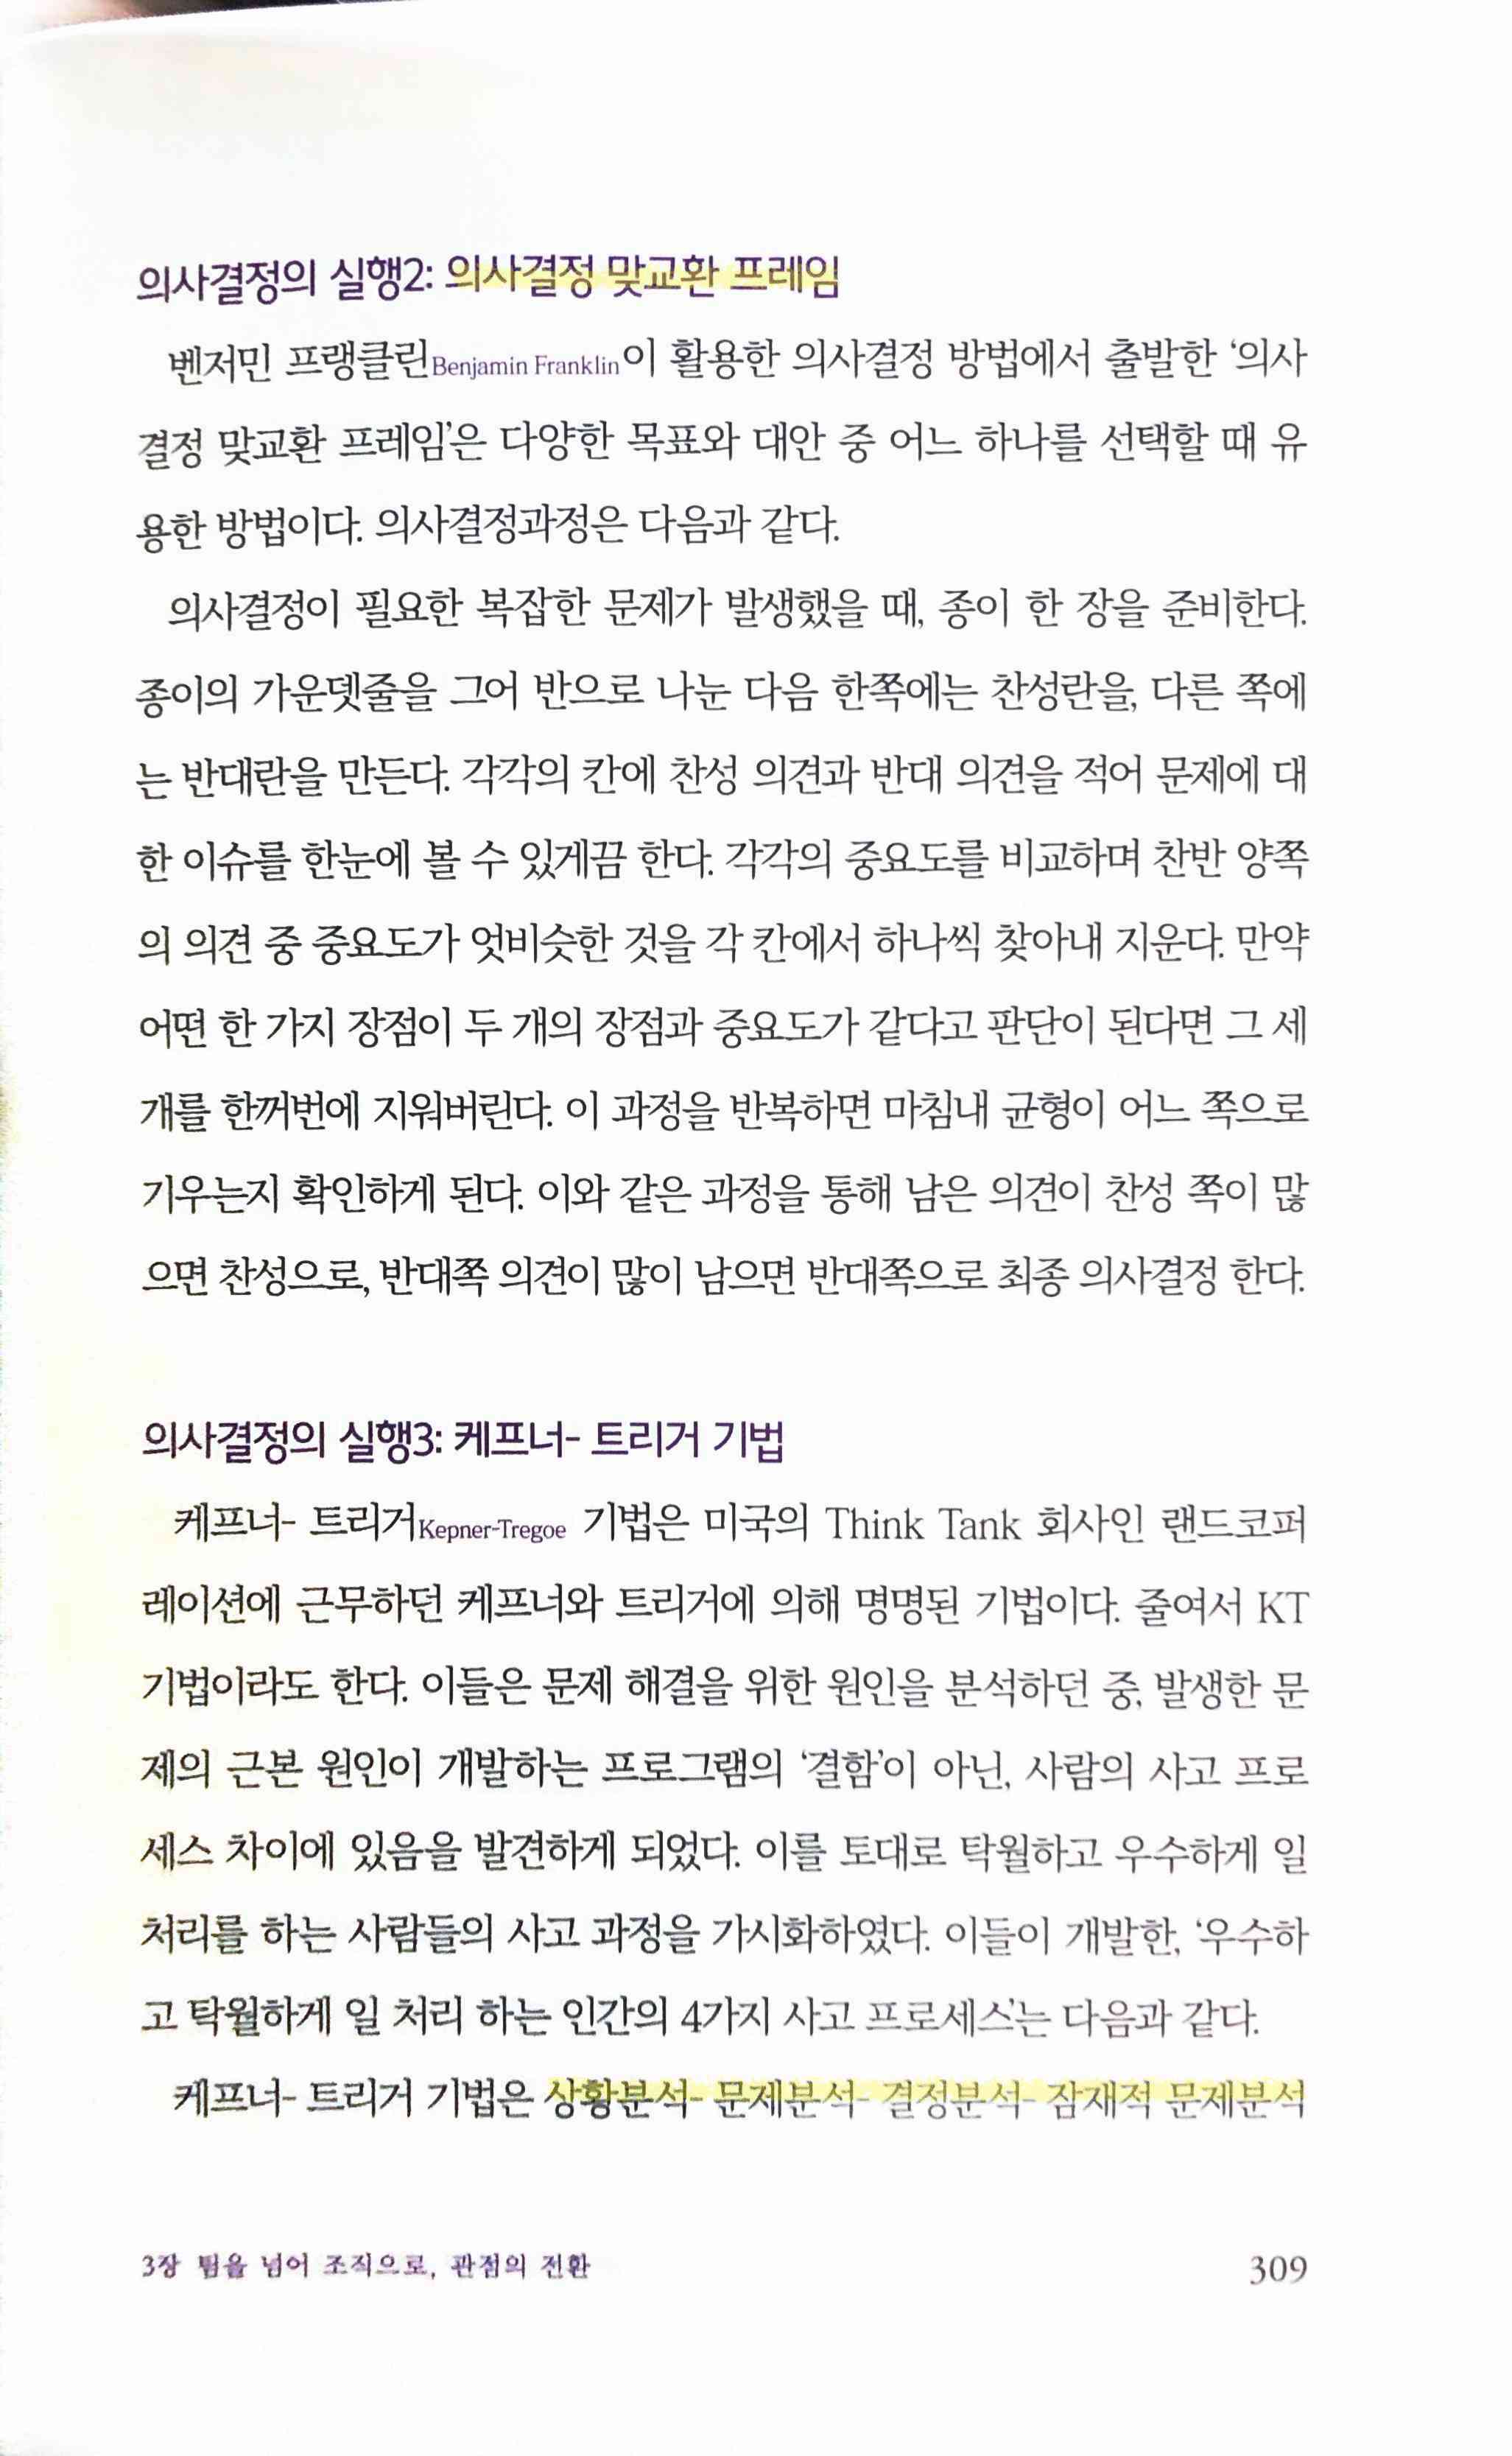 의사결정의 실행2: 의사결정 맞교환 프레임
벤저민 프랭클린Benjamin Franklin이 활용한 의사결정 방법에서 출발한 ‘의사
결정 맞교환 프레임’은 다양한 목표와 대안 중 어느 하나를 선택할 때 유
용한 방법이다. 의사결정과정은 다음과 같다.
의사결정이 필요한 복잡한 문제가 발생했을 때, 종이 한 장을 준비한다.
종이의 가운뎃줄을 그어 반으로 나눈 다음 한쪽에는 찬성란을, 다른 쪽에
는 반대란을 만든다. 각각의 칸에 찬성 의견과 반대 의견을 적어 문제에 대
한 이슈를 한눈에 볼 수 있게끔 한다. 각각의 중요도를 비교하며 찬반 양쪽
의 의견 중 중요도가 엇비슷한 것을 각 칸에서 하나씩 찾아내 지운다. 만약
어떤 한 가지 장점이 두 개의 장점과 중요도가 같다고 판단이 된다면 그 세
개를 한꺼번에 지워버린다. 이 과정을 반복하면 마침내 균형이 어느 쪽으로
기우는지 확인하게 된다. 이와 같은 과정을 통해 남은 의견이 찬성 쪽이 많
으면 찬성으로, 반대쪽 의견이 많이 남으면 반대쪽으로 최종 의사결정 한다.
의사결정의 실행3: 케프너- 트리거 기법
케프너- 트리거Kepner-Tregoe 기법은 미국의 Think Tank 회사인 랜드코퍼
레이션에 근무하던 케프너와 트리거에 의해 명명된 기법이다. 줄여서 KT
기법이라도 한다. 이들은 문제 해결을 위한 원인을 분석하던 중, 발생한 문
제의 근본 원인이 개발하는 프로그램의 ‘결함’이 아닌, 사람의 사고 프로
세스 차이에 있음을 발견하게 되었다. 이를 토대로 탁월하고 우수하게 일
처리를 하는 사람들의 사고 과정을 가시화하였다. 이들이 개발한, ‘우수하
고 탁월하게 일 처리 하는 인간의 4가지 사고 프로세스’는 다음과 같다.
케프너- 트리거 기법은 상황분석- 문제분석- 결정분석- 잠재적 문제분석
3장 팀을 넘어 조직으로, 관점의 전환
309